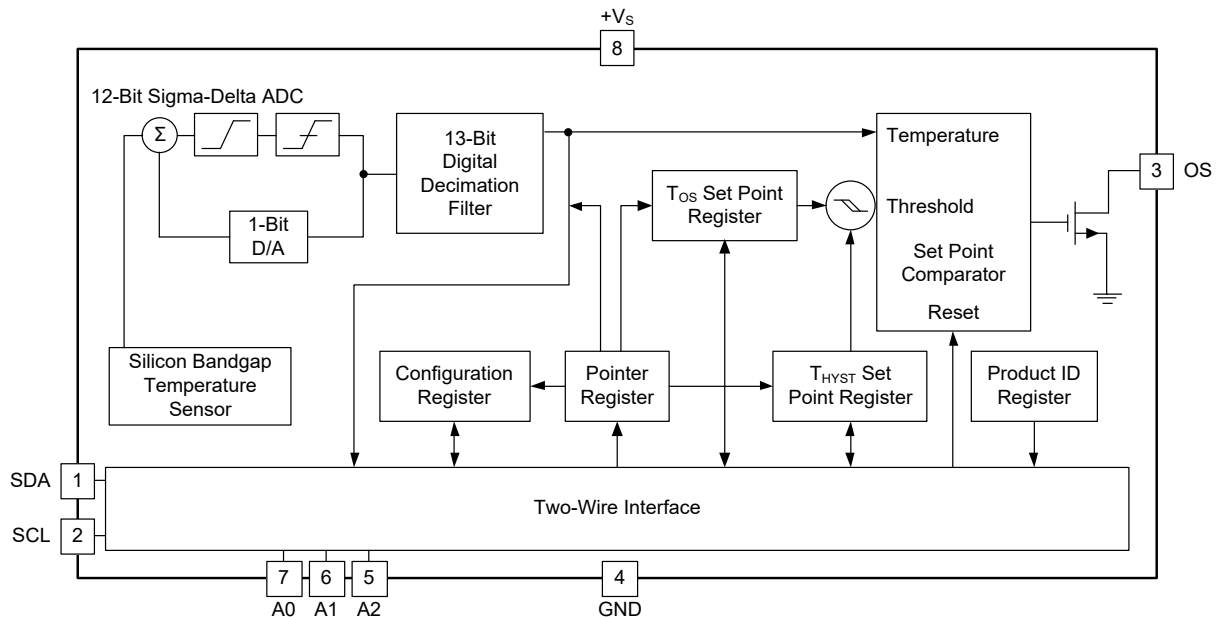 +VS
8
12-Bit Sigma-Delta ADC
Σ
13-Bit
Digital
Decimation
Filter
1-Bit
D/A
TOS Set Point
Register
Temperature
Threshold
Set Point
Comparator
Reset
3 OS
Silicon Bandgap
Temperature
Sensor
Configuration
Register
Pointer
Register
THYST Set
Point Register
Product ID
Register
SDA 1
SCL 2
Two-Wire Interface
7 6 5 4
A0 A1 A2 GND